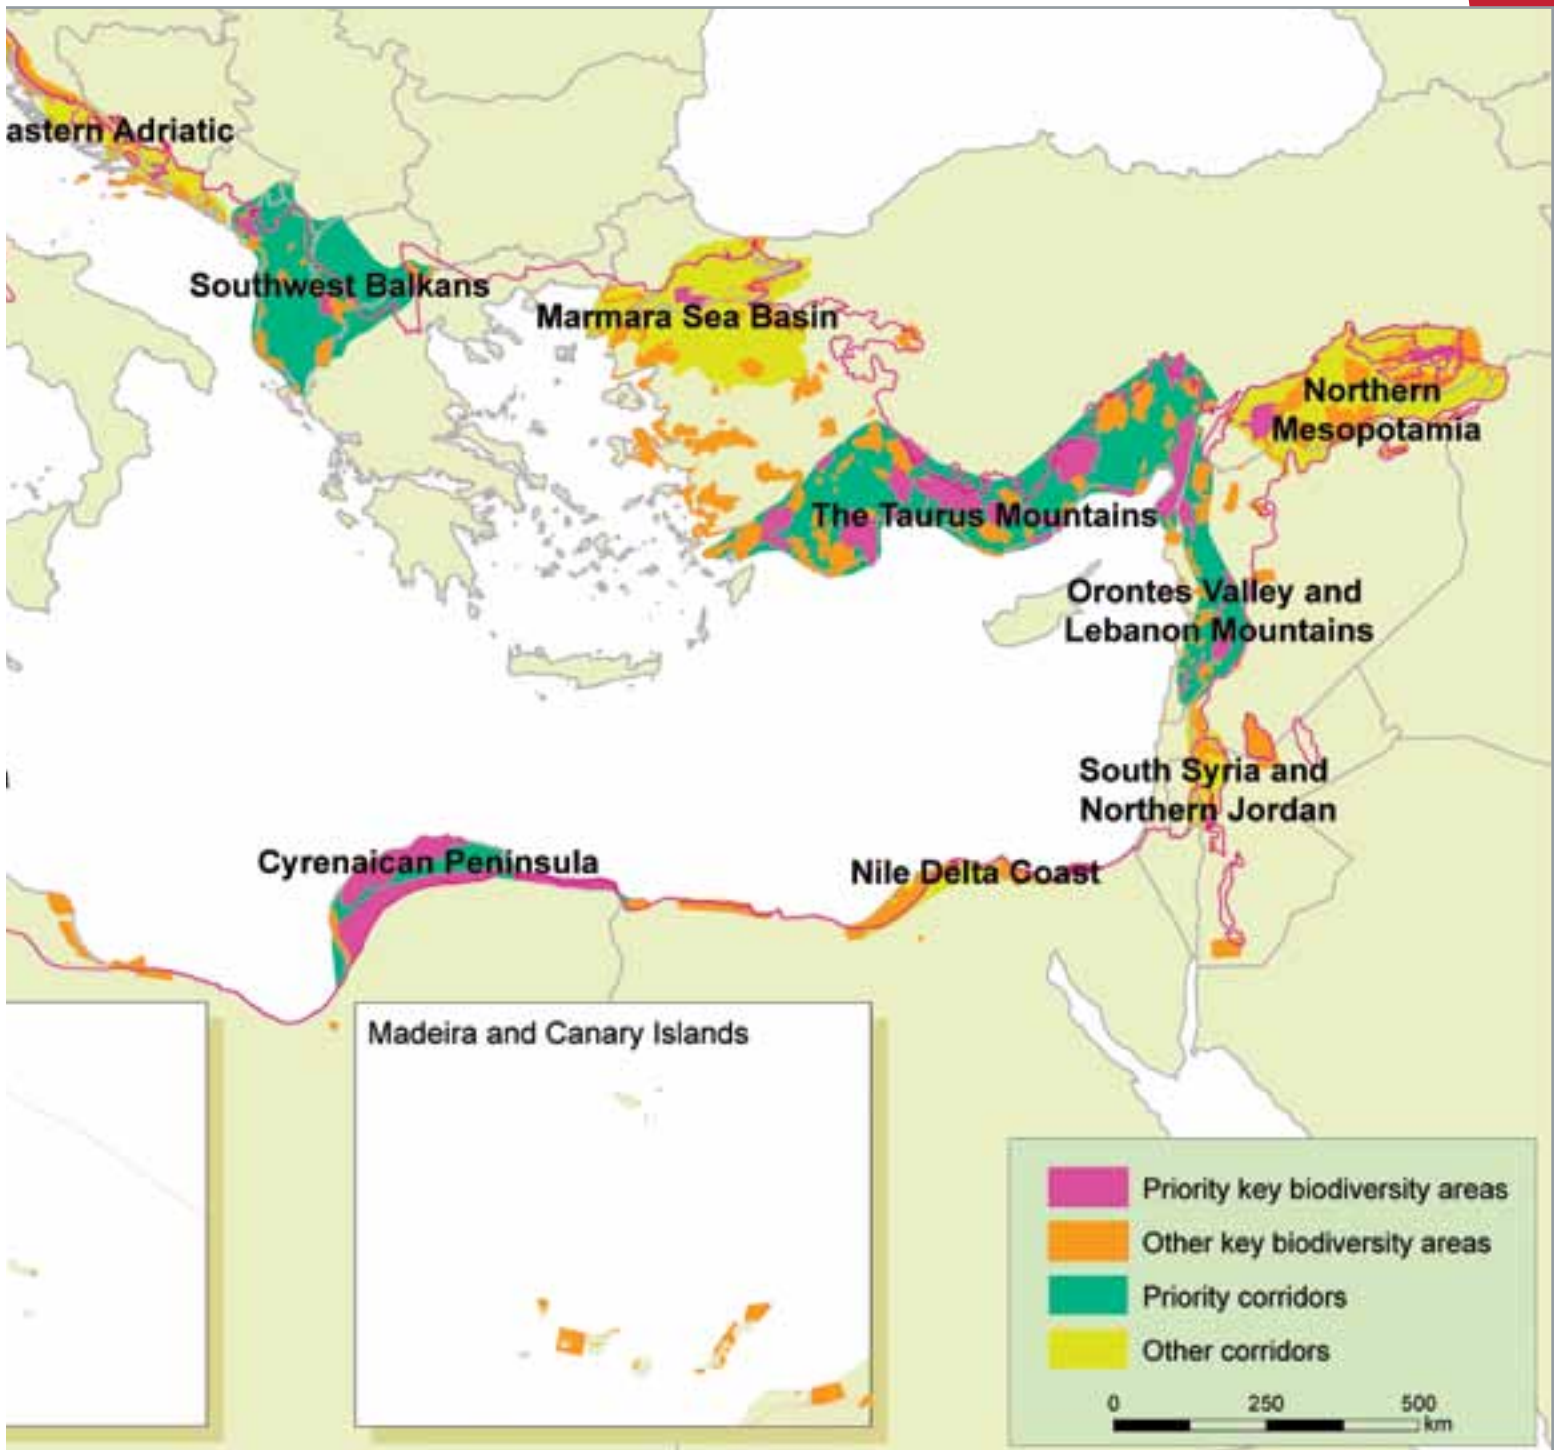 astern Adriatic
Southwest Balkans
Marmara Sea Basin
Northern
Mesopotamia
The Taurus Mountains
Orontes Valley and
Lebanon Mountains
South Syria and
Northern Jordan
Cyrenaican Peninsula
Nile Delta Coast
Madeira and Canary Islands
Priority key biodiversity areas
Other key biodiversity areas
Priority corridors
Other corridors
0 250 500
km